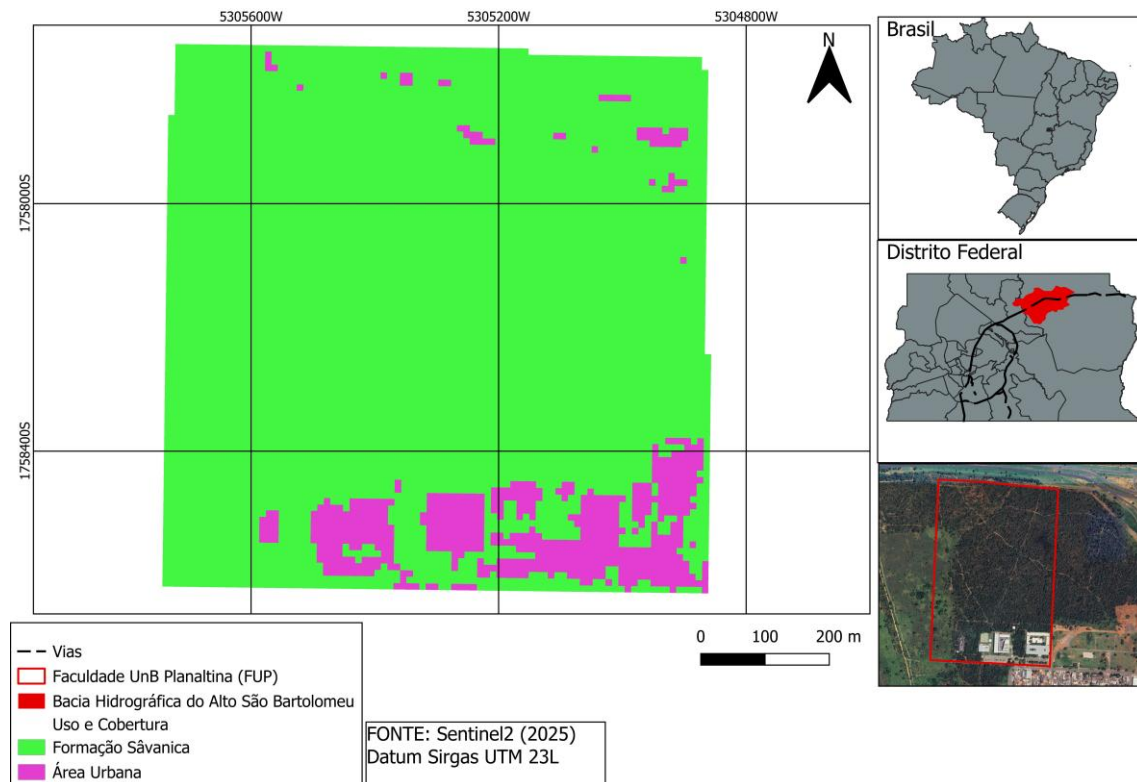 5305600W
5305200W
5304800W
1758000S
1758400S
N
0 100 200 m
Brasil
Distrito Federal
Vias
Faculdade UnB Planaltina (FUP)
Bacia Hidrográfica do Alto São Bartolomeu
Uso e Cobertura
Formação Sâvanica
Área Urbana
FONTE: Sentinel2 (2025)
Datum Sirgas UTM 23L